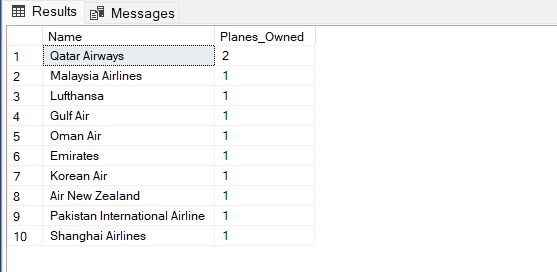 Results Messages
Name Planes_Owned
1 Qatar Airways 2
2 Malaysia Airlines 1
3 Lufthansa 1
4 Gulf Air 1
5 Oman Air 1
6 Emirates 1
7 Korean Air 1
8 Air New Zealand 1
9 Pakistan International Airline 1
10 Shanghai Airlines 1